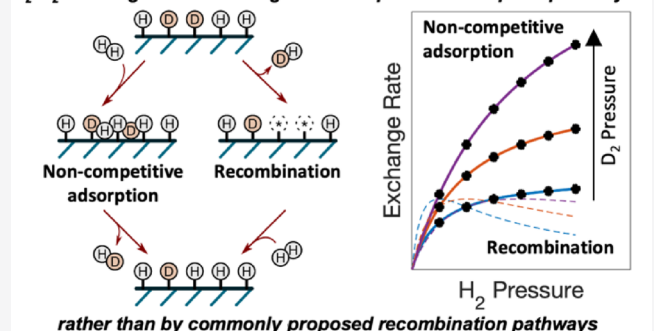 H D D H H
H H
D H
H D H H D H H
H D * * H
Non-competitive
adsorption
Recombination
H D
H H
H D H H H
Non-competitive
adsorption
Exchange Rate
D₂ Pressure
Recombination
H₂ Pressure
rather than by commonly proposed recombination pathways